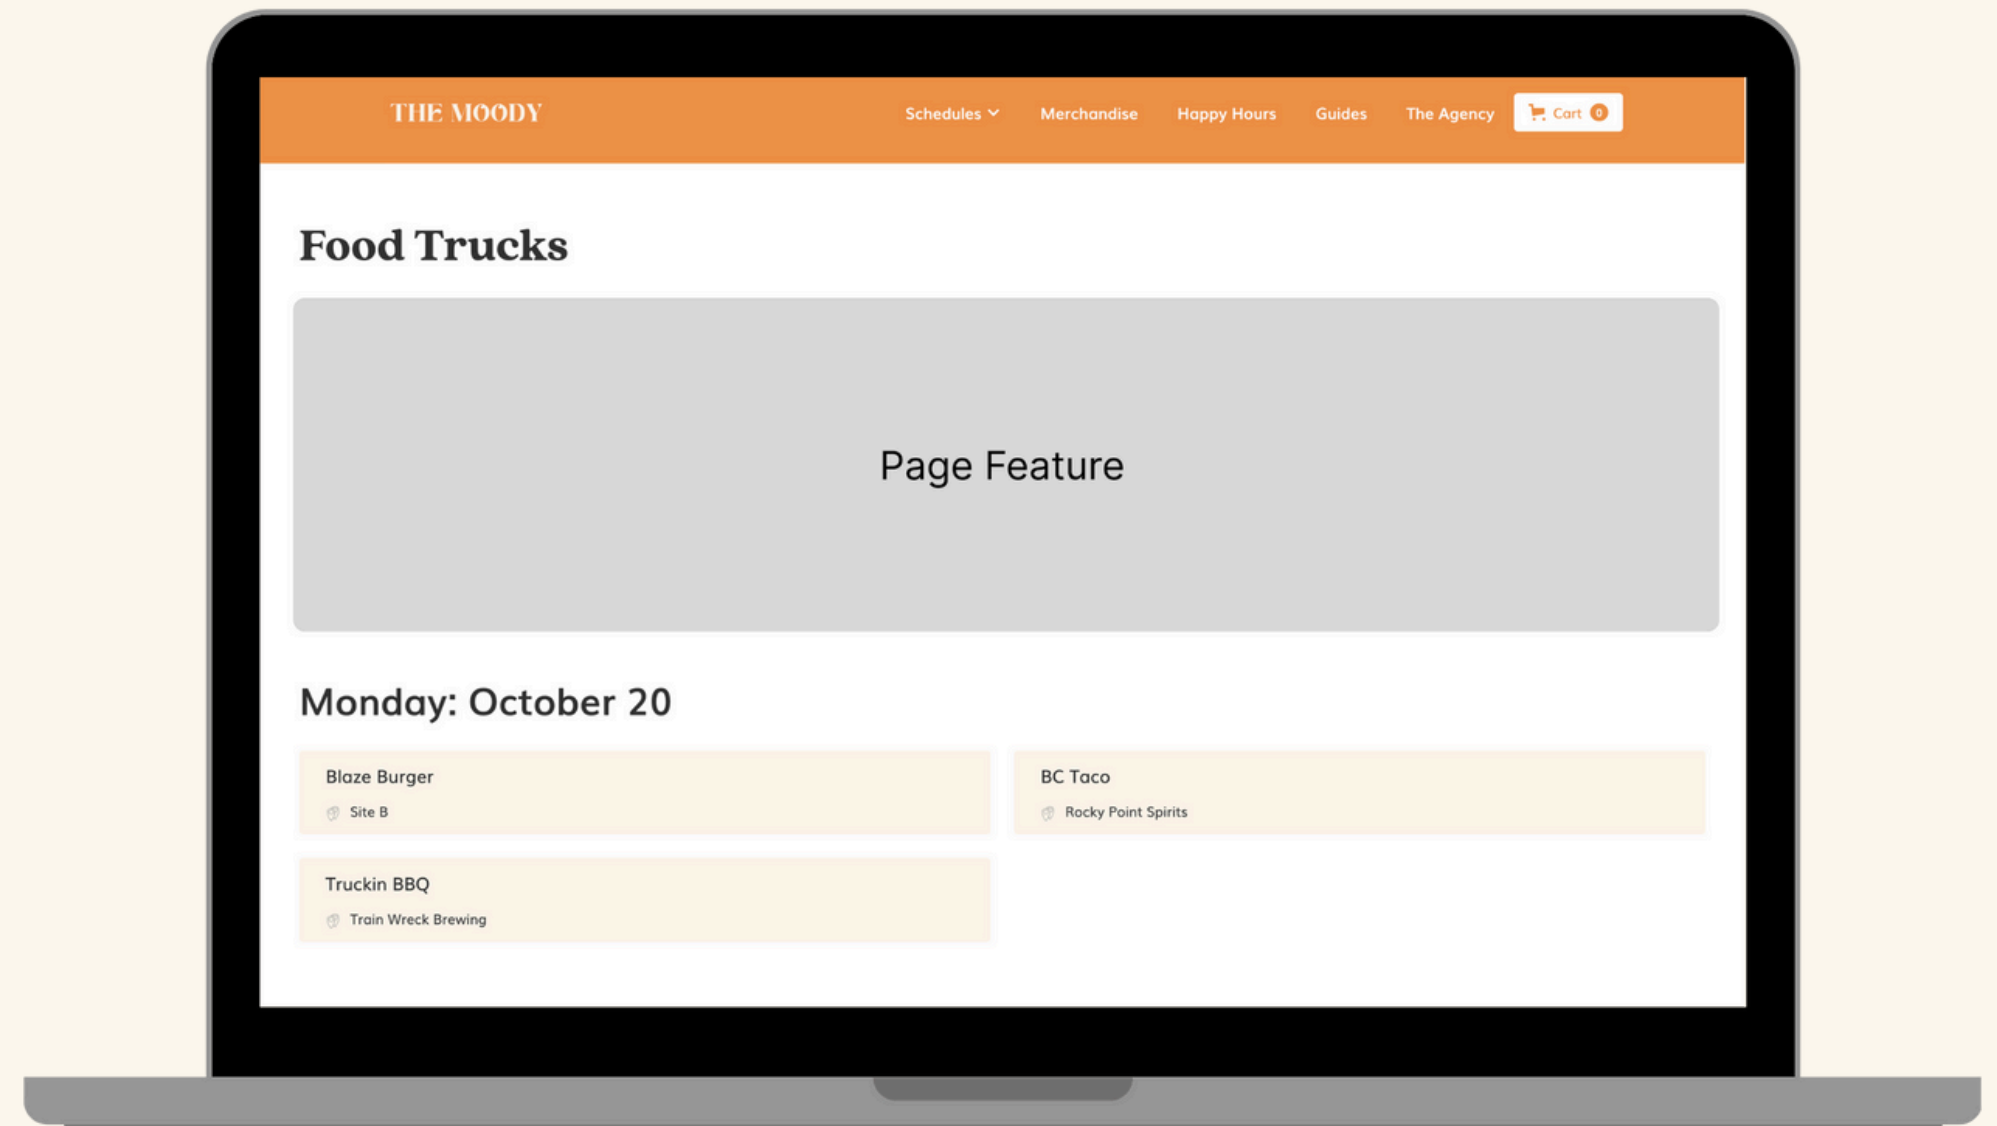 THE MOODY
Schedules Merchandise Happy Hours Guides The Agency Cart 0
Food Trucks
Page Feature
Monday: October 20
Blaze Burger
Site B
BC Taco
Rocky Point Spirits
Truckin BBQ
Train Wreck Brewing